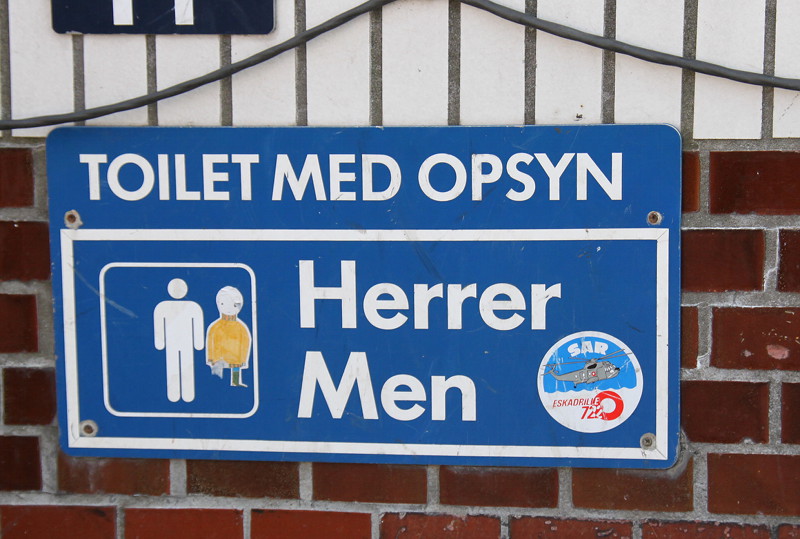 TOILET MED OPSYN
Herrer
Men
SAR
ESKADRILLE
722